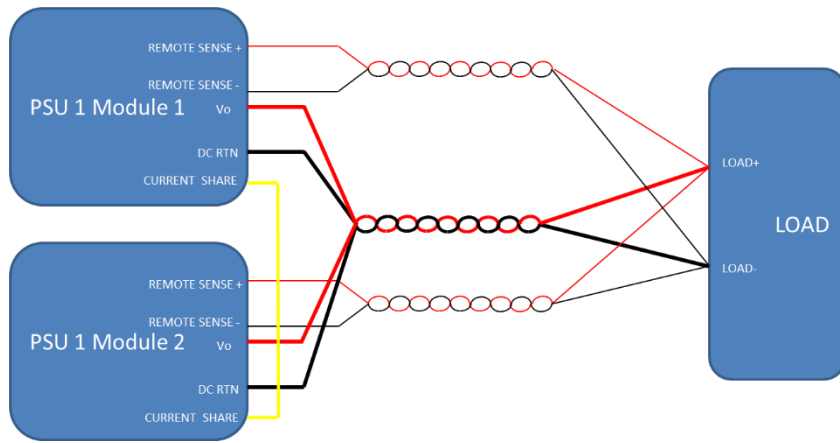 REMOTE SENSE +
REMOTE SENSE -
PSU 1 Module 1
Vo
DC RTN
CURRENT SHARE
REMOTE SENSE +
REMOTE SENSE -
PSU 1 Module 2
Vo
DC RTN
CURRENT SHARE
LOAD+
LOAD
LOAD-